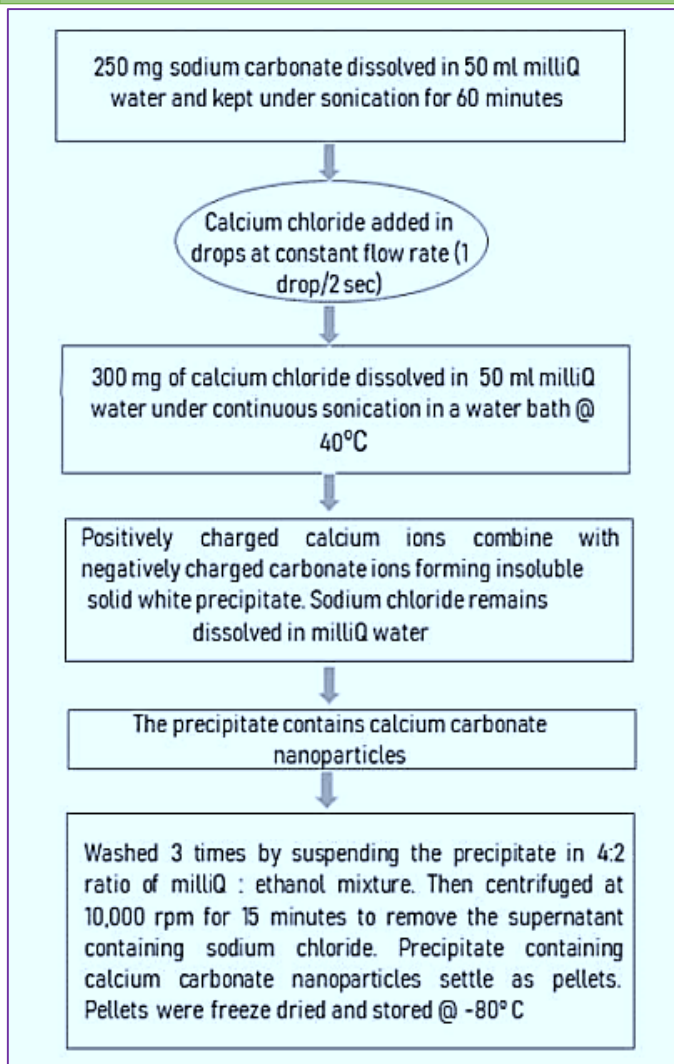 250 mg sodium carbonate dissolved in 50 ml milliQ
water and kept under sonication for 60 minutes
Calcium chloride added in
drops at constant flow rate (1
drop/2 sec)
300 mg of calcium chloride dissolved in 50 ml milliQ
water under continuous sonication in a water bath @
40°C
Positively charged calcium ions combine with
negatively charged carbonate ions forming insoluble
solid white precipitate. Sodium chloride remains
dissolved in milliQ water
The precipitate contains calcium carbonate
nanoparticles
Washed 3 times by suspending the precipitate in 4:2
ratio of milliQ : ethanol mixture. Then centrifuged at
10,000 rpm for 15 minutes to remove the supernatant
containing sodium chloride. Precipitate containing
calcium carbonate nanoparticles settle as pellets.
Pellets were freeze dried and stored @ -80° C